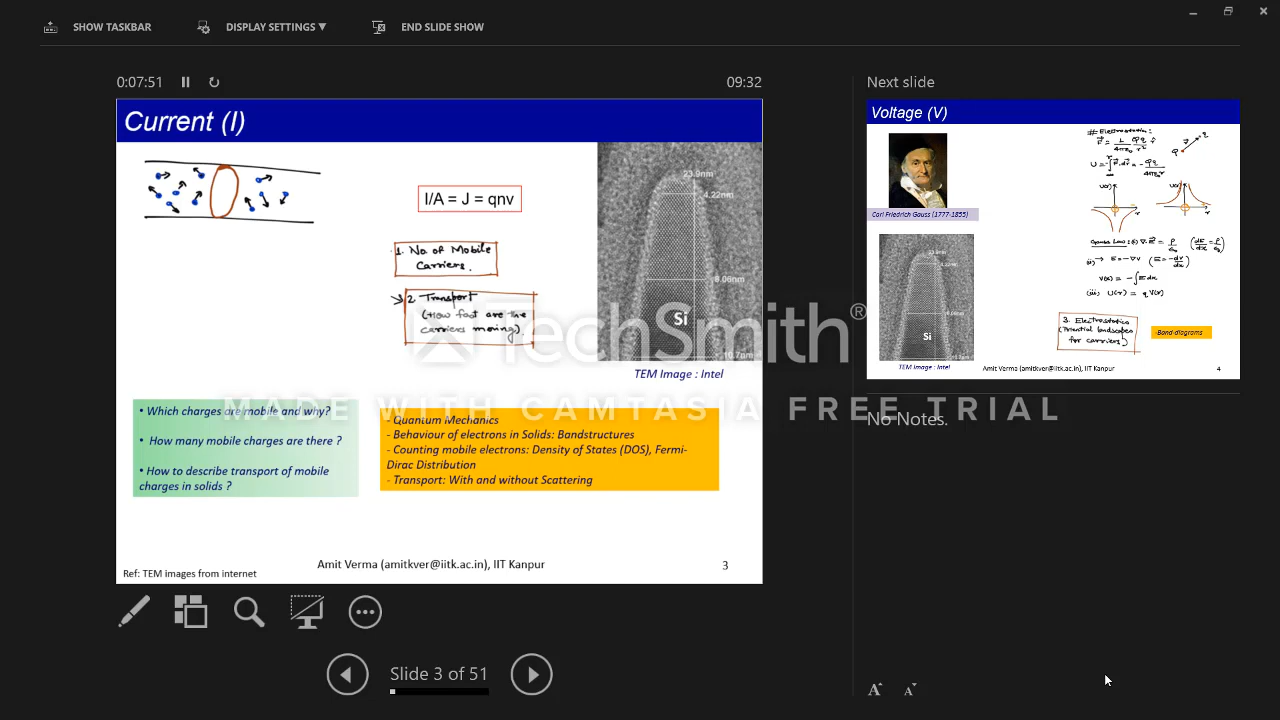 SHOW TASKBAR
DISPLAY SETTINGS ▼
END SLIDE SHOW
0:07:51
09:32
Current (I)
I/A = J = qnv
1. No. of Mobile
Carriers.
2 Transport
(How fast are the
carriers moving).
23.9nm
4.22nm
8.06nm
Si
10.7nm
TEM Image : Intel
• Which charges are mobile and why?
• How many mobile charges are there ?
• How to describe transport of mobile
charges in solids ?
- Quantum Mechanics
- Behaviour of electrons in Solids: Bandstructures
- Counting mobile electrons: Density of States (DOS), Fermi-
Dirac Distribution
- Transport: With and without Scattering
Ref: TEM images from internet
Amit Verma (amitkver@iitk.ac.in), IIT Kanpur
3
TechSmith®
MADE WITH CAMTASIA FREE TRIAL
Slide 3 of 51
Next slide
Voltage (V)
Carl Friedrich Gauss (1777-1855)
# Electrostatics:
Gauss Law:
3. Electrostatics
(Potential landscapes
for carriers)
Band-diagrams
Si
TEM Image : Intel
Amit Verma (amitkver@iitk.ac.in), IIT Kanpur
4
No Notes.
A A